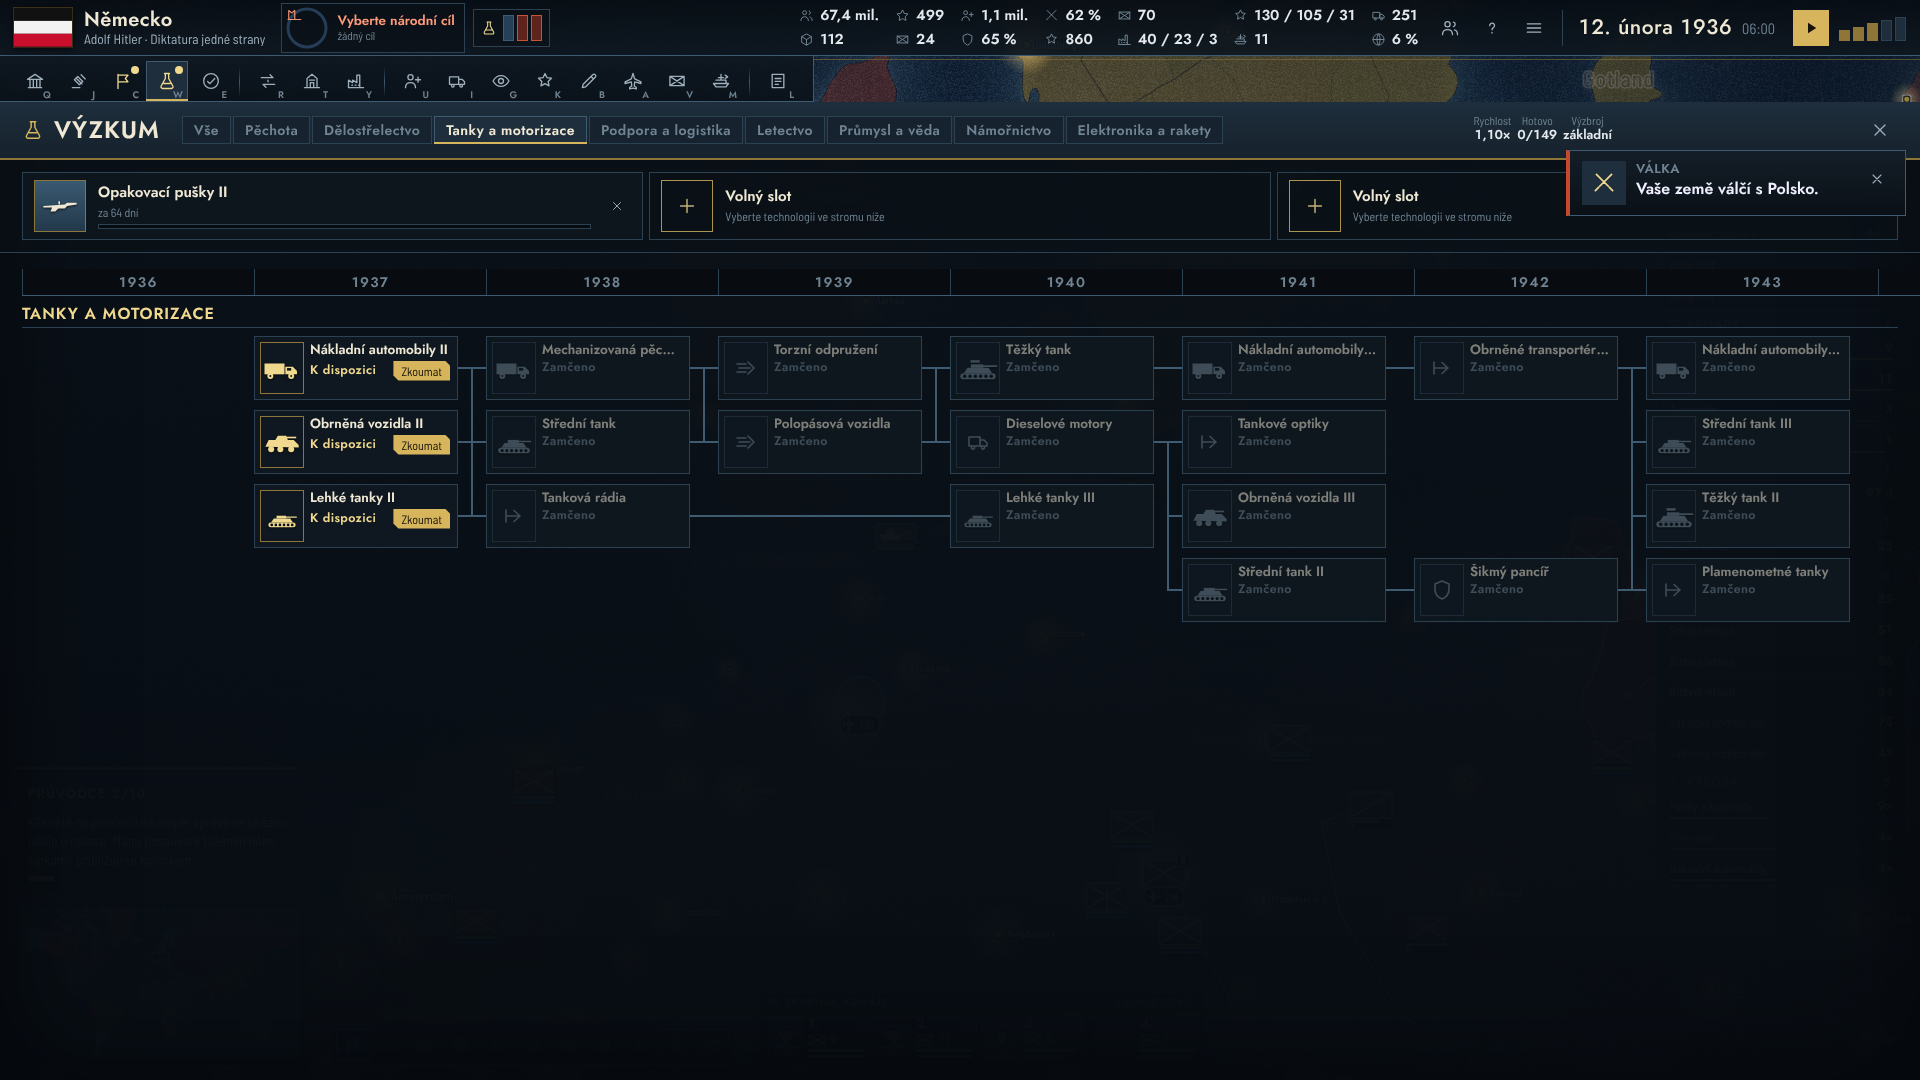 Německo
Adolf Hitler · Diktatura jedné strany
Vyberte národní cíl
žádný cíl
67,4 mil.
499
1,1 mil.
62 %
70
130 / 105 / 31
251
112
24
65 %
860
40 / 23 / 3
11
6 %
?
12. února 1936 06:00
Q
J
C
W
E
R
T
Y
U
I
G
K
B
A
V
M
L
Gotland
VÝZKUM
Vše
Pěchota
Dělostřelectvo
Tanky a motorizace
Podpora a logistika
Letectvo
Průmysl a věda
Námořnictvo
Elektronika a rakety
Rychlost
1,10×
Hotovo
0/149
Výzbroj
základní
VÁLKA
Vaše země válčí s Polsko.
Opakovací pušky II
za 64 dní
Volný slot
Vyberte technologii ve stromu níže
Volný slot
Vyberte technologii ve stromu níže
1936
1937
1938
1939
1940
1941
1942
1943
TANKY A MOTORIZACE
Nákladní automobily II
K dispozici
Zkoumat
Mechanizovaná pěc...
Zamčeno
Torzní odpružení
Zamčeno
Těžký tank
Zamčeno
Nákladní automobily...
Zamčeno
Obrněné transportér...
Zamčeno
Nákladní automobily...
Zamčeno
Obrněná vozidla II
K dispozici
Zkoumat
Střední tank
Zamčeno
Polopásová vozidla
Zamčeno
Dieselové motory
Zamčeno
Tankové optiky
Zamčeno
Střední tank III
Zamčeno
Lehké tanky II
K dispozici
Zkoumat
Tanková rádia
Zamčeno
Lehké tanky III
Zamčeno
Obrněná vozidla III
Zamčeno
Těžký tank II
Zamčeno
Střední tank II
Zamčeno
Šikmý pancíř
Zamčeno
Plamenometné tanky
Zamčeno
PRŮVODCE 2/10